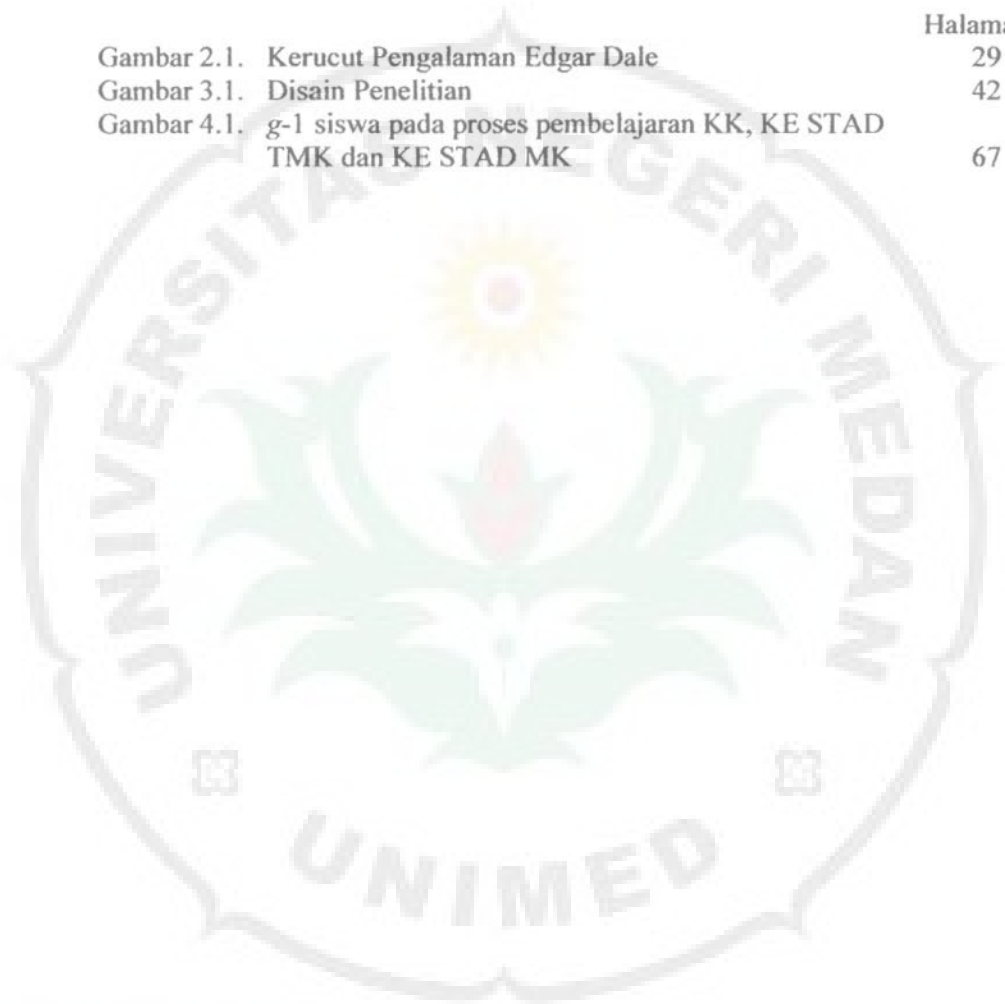 Halama
Gambar 2.1. Kerucut Pengalaman Edgar Dale 29
Gambar 3.1. Disain Penelitian 42
Gambar 4.1. g-1 siswa pada proses pembelajaran KK, KE STAD
TMK dan KE STAD MK 67
UNIVERSITAS NEGERI MEDAN
UNIMED